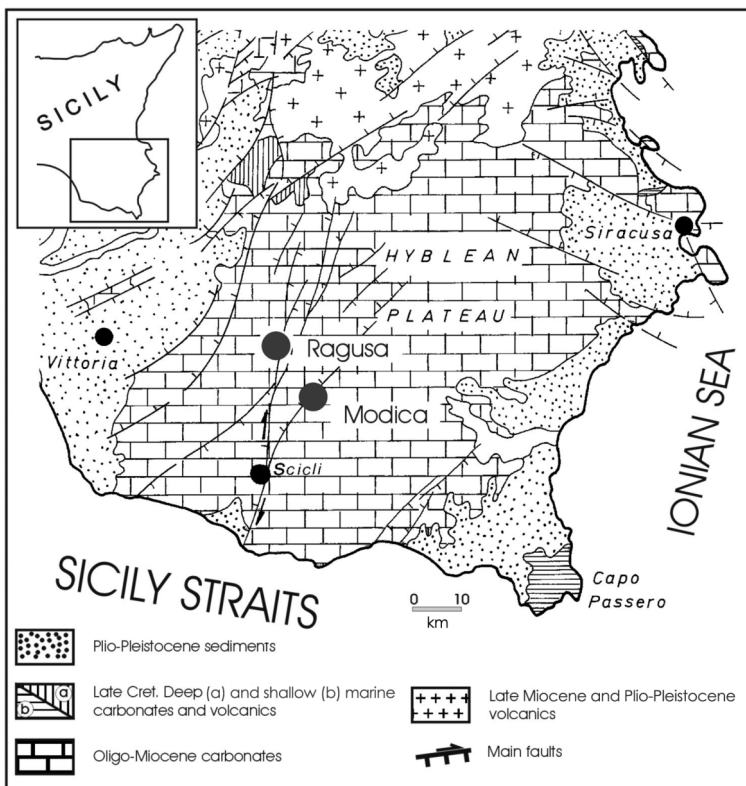 SICILY
HYBLEAN
PLATEAU
Siracusa
Vittoria
Ragusa
Modica
Scicli
IONIAN SEA
SICILY STRAITS
Capo
Passero
0 10
km
Plio-Pleistocene sediments
a
b
Late Cret. Deep (a) and shallow (b) marine
carbonates and volcanics
Late Miocene and Plio-Pleistocene
volcanics
Oligo-Miocene carbonates
Main faults